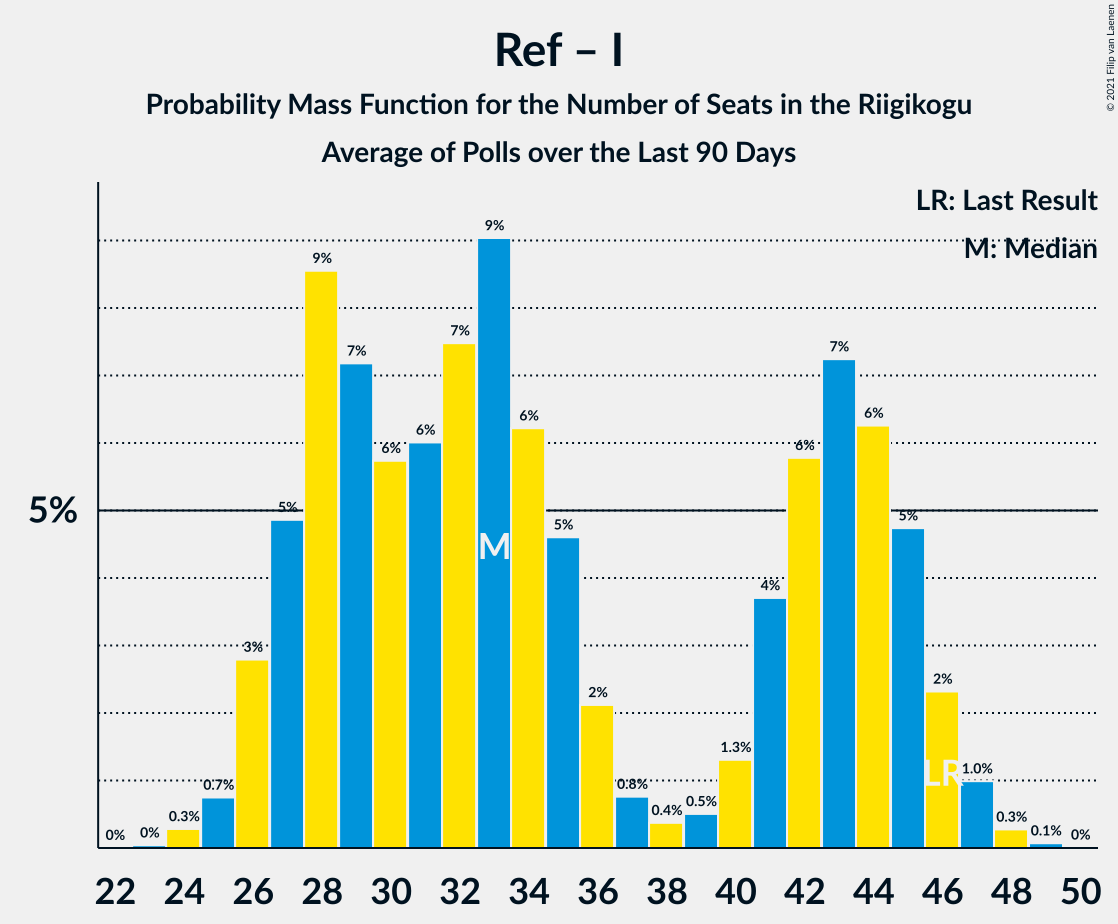 Ref – I
Probability Mass Function for the Number of Seats in the Riigikogu
Average of Polls over the Last 90 Days
© 2021 Filip van Laenen
LR: Last Result
M: Median
5%
0% 0% 0.3% 0.7% 3% 5% 9% 7% 6% 6% 7% 9% 6% 5% 2% 0.8% 0.4% 0.5% 1.3% 4% 6% 7% 6% 5% 2% 1.0% 0.3% 0.1% 0%
M
LR
22 24 26 28 30 32 34 36 38 40 42 44 46 48 50